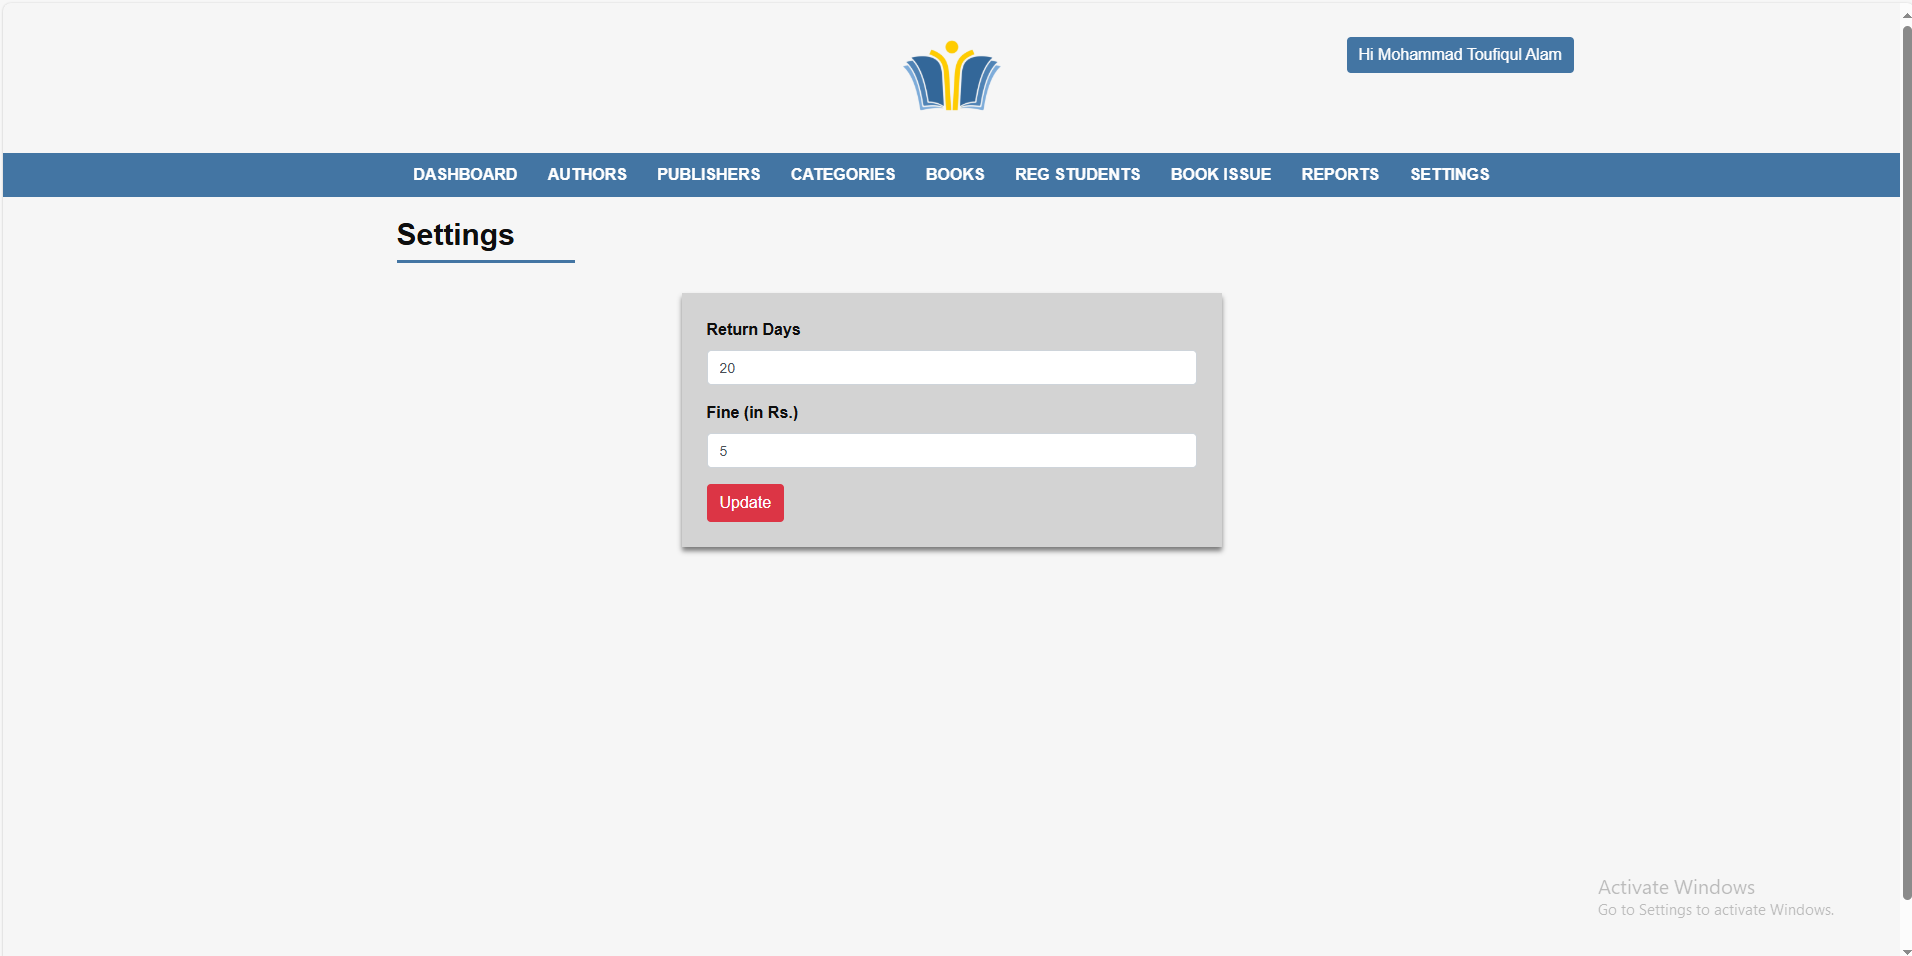 Hi Mohammad Toufiqul Alam
DASHBOARD AUTHORS PUBLISHERS CATEGORIES BOOKS REG STUDENTS BOOK ISSUE REPORTS SETTINGS
Settings
Return Days
20
Fine (in Rs.)
5
Update
Activate Windows
Go to Settings to activate Windows.